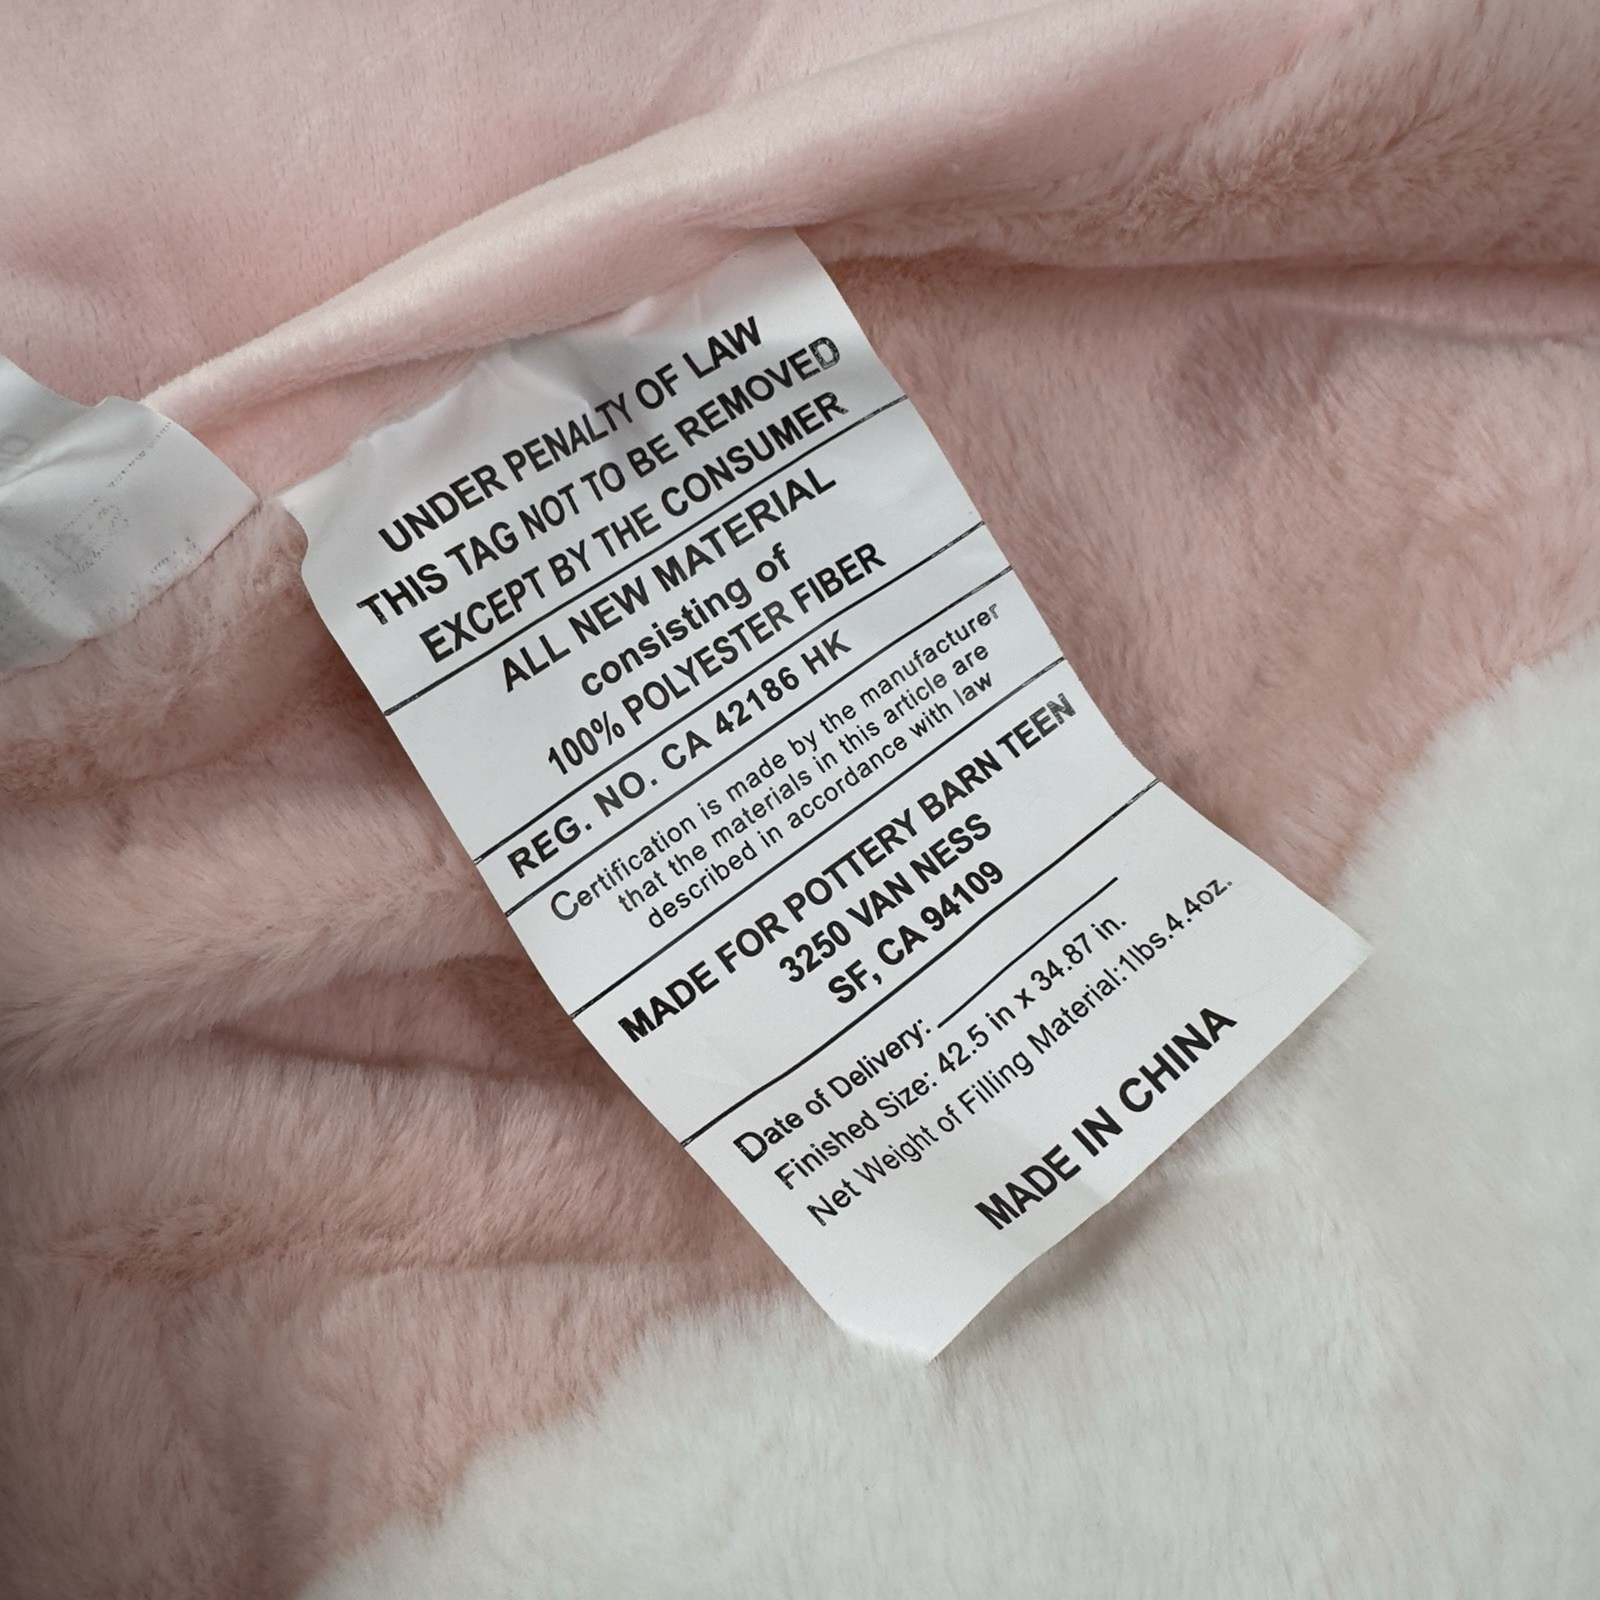 UNDER PENALTY OF LAW
THIS TAG NOT TO BE REMOVED
EXCEPT BY THE CONSUMER
ALL NEW MATERIAL
consisting of
100% POLYESTER FIBER
REG. NO. CA 42186 HK
Certification is made by the manufacturer
that the materials in this article are
described in accordance with law
MADE FOR POTTERY BARN TEEN
3250 VAN NESS
SF, CA 94109
Date of Delivery:
Finished Size: 42.5 in x 34.87 in.
Net Weight of Filling Material:1lbs.4.4oz.
MADE IN CHINA